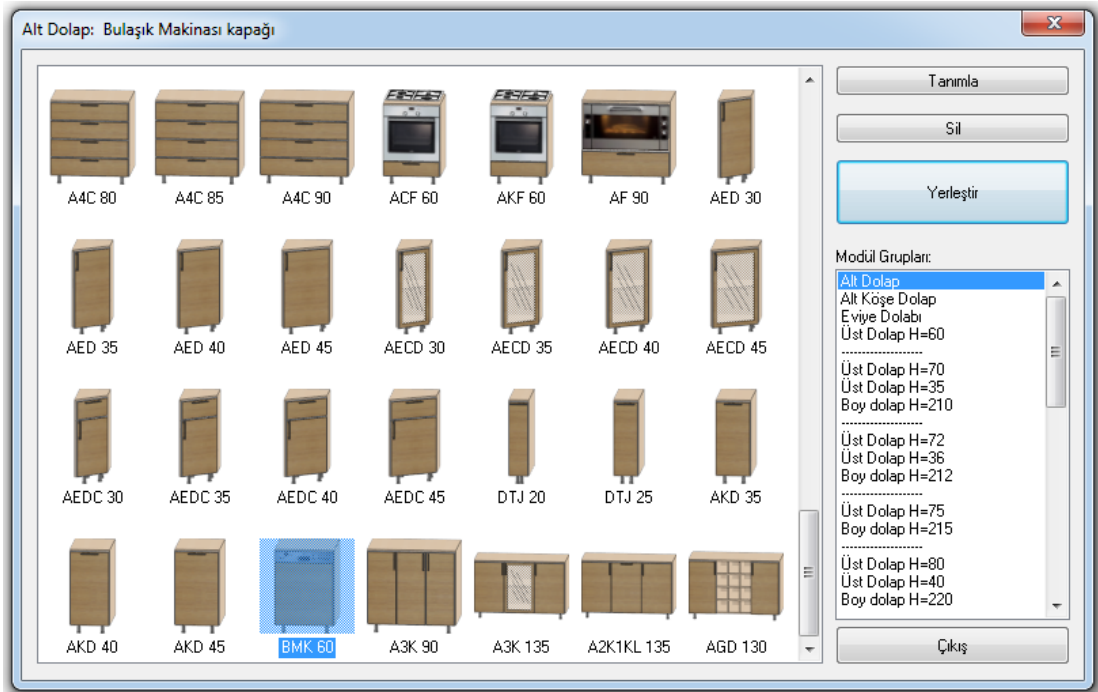 Alt Dolap: Bulaşık Makinası kapağı
A4C 80 A4C 85 A4C 90 ACF 60 AKF 60 AF 90 AED 30
AED 35 AED 40 AED 45 AECD 30 AECD 35 AECD 40 AECD 45
AEDC 30 AEDC 35 AEDC 40 AEDC 45 DTJ 20 DTJ 25 AKD 35
AKD 40 AKD 45 BMK 60 A3K 90 A3K 135 A2K1KL 135 AGD 130
Tanımla
Sil
Yerleştir
Modül Grupları:
Alt Dolap
Alt Köşe Dolap
Eviye Dolabı
Üst Dolap H=60
--------------------
Üst Dolap H=70
Üst Dolap H=35
Boy dolap H=210
--------------------
Üst Dolap H=72
Üst Dolap H=36
Boy dolap H=212
--------------------
Üst Dolap H=75
Boy dolap H=215
--------------------
Üst Dolap H=80
Üst Dolap H=40
Boy dolap H=220
Çıkış